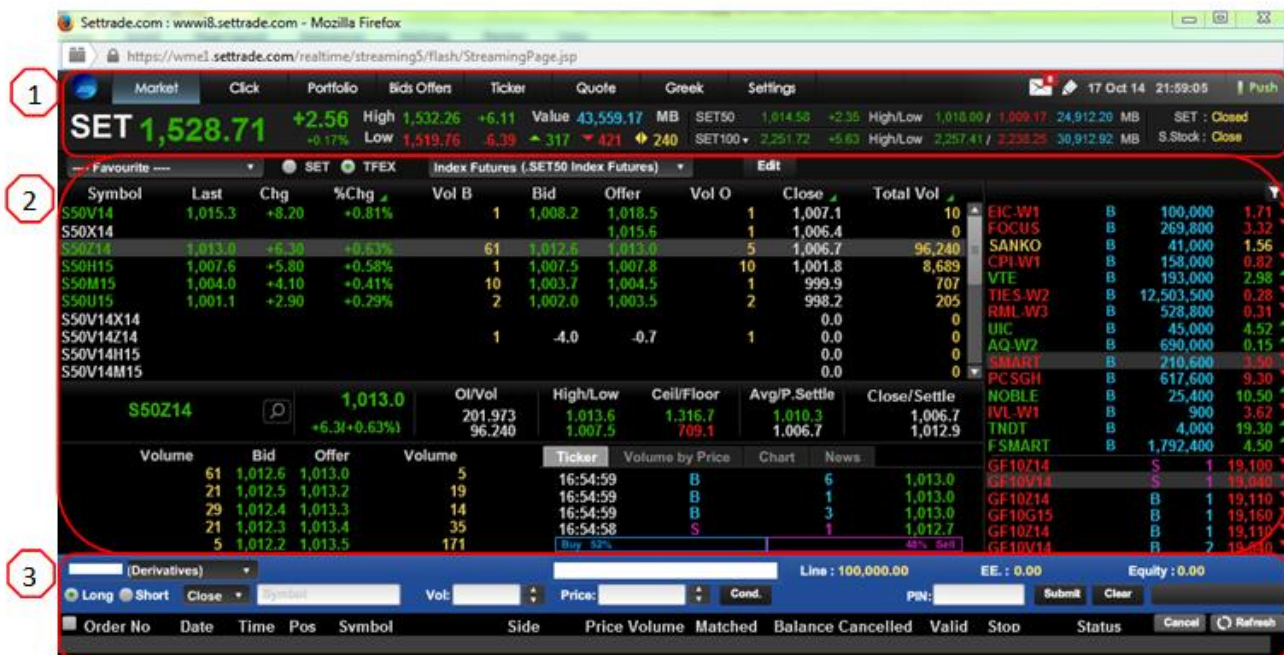 Settrade.com : wwwi8.settrade.com - Mozilla Firefox
https://wme1.settrade.com/realtime/streaming5/flash/StreamingPage.jsp
1
Market Click Portfolio Bids Offers Ticker Quote Greek Settings 17 Oct 14 21:59:05 Push
SET 1,528.71 +2.56 High 1,532.26 +6.11 Value 43,559.17 MB SET50 1,014.58 +2.35 High/Low 1,018.00 / 1,009.17 24,912.20 MB SET : Closed
+0.17% Low 1,519.76 -6.39 317 421 240 SET100 2,251.72 +5.63 High/Low 2,257.41 / 2,238.25 30,912.92 MB S.Stock : Close
2
---- Favourite ---- SET TFEX Index Futures (.SET50 Index Futures) Edit
Symbol Last Chg %Chg Vol B Bid Offer Vol O Close Total Vol
S50V14 1,015.3 +8.20 +0.81% 1 1,008.2 1,018.5 1 1,007.1 10
S50X14 1,015.6 1 1,006.4 0
S50Z14 1,013.0 +6.30 +0.63% 61 1,012.6 1,013.0 5 1,006.7 96,240
S50H15 1,007.6 +5.80 +0.58% 1 1,007.5 1,007.8 10 1,001.8 8,689
S50M15 1,004.0 +4.10 +0.41% 10 1,003.7 1,004.5 1 999.9 707
S50U15 1,001.1 +2.90 +0.29% 2 1,002.0 1,003.5 2 998.2 205
S50V14X14 0.0 0
S50V14Z14 1 -4.0 -0.7 1 0.0 0
S50V14H15 0.0 0
S50V14M15 0.0 0
EIC-W1 B 100,000 1.71
FOCUS B 269,800 3.32
SANKO B 41,000 1.56
CPI-W1 B 158,000 0.82
VTE B 193,000 2.98
TIES-W2 B 12,503,500 0.28
RML-W3 B 528,800 0.31
UIC B 45,000 4.52
AQ-W2 B 690,000 0.15
SMART B 210,600 3.50
PCSGH B 617,600 9.30
NOBLE B 25,400 10.50
IVL-W1 B 900 3.62
TNDT B 4,000 19.30
FSMART B 1,792,400 4.50
GF10Z14 S 1 19,100
GF10V14 S 1 19,040
GF10Z14 B 1 19,110
GF10G15 B 1 19,160
GF10Z14 B 1 19,110
GF10V14 B 2
S50Z14 1,013.0 OI/Vol High/Low Ceil/Floor Avg/P.Settle Close/Settle
201.973 1,013.6 1.316.7 1,010.3 1,006.7
+6.3(+0.63%) 96.240 1,007.5 709.1 1.006.7 1,012.9
Volume Bid Offer Volume
61 1,012.6 1,013.0 5
21 1,012.5 1,013.2 19
29 1,012.4 1,013.3 14
21 1,012.3 1,013.4 35
5 1,012.2 1,013.5 171
Ticker Volume by Price Chart News
16:54:59 B 6 1,013.0
16:54:59 B 1 1,013.0
16:54:59 B 3 1,013.0
16:54:58 S 1 1,012.7
Buy 52% 48% Sell
3
(Derivatives) Line : 100,000.00 EE. : 0.00 Equity : 0.00
Long Short Close Symbol Vol: Price: Cond. PIN: Submit Clear
Order No Date Time Pos Symbol Side Price Volume Matched Balance Cancelled Valid Stop Status Cancel Refresh